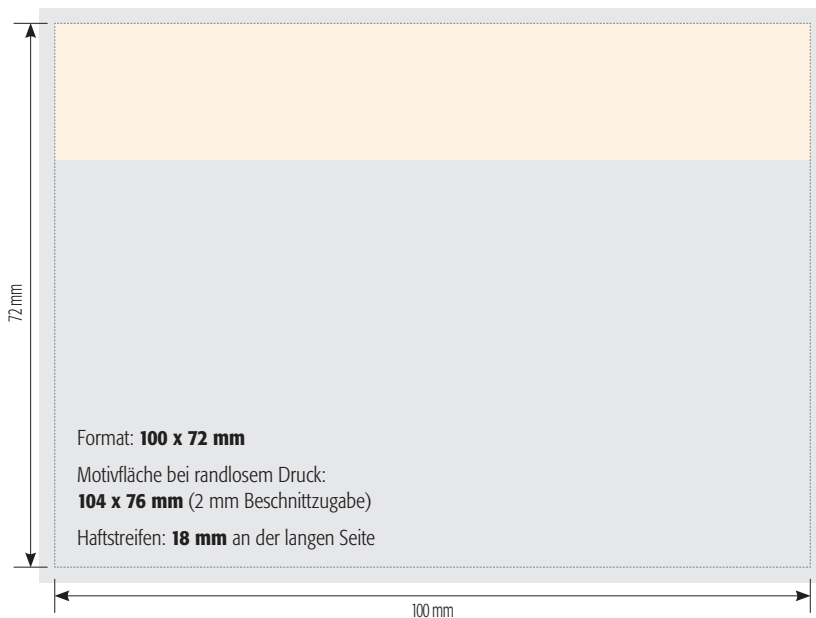 72 mm
Format: 100 x 72 mm
Motivfläche bei randlosem Druck:
104 x 76 mm (2 mm Beschnittzugabe)
Haftstreifen: 18 mm an der langen Seite
100 mm